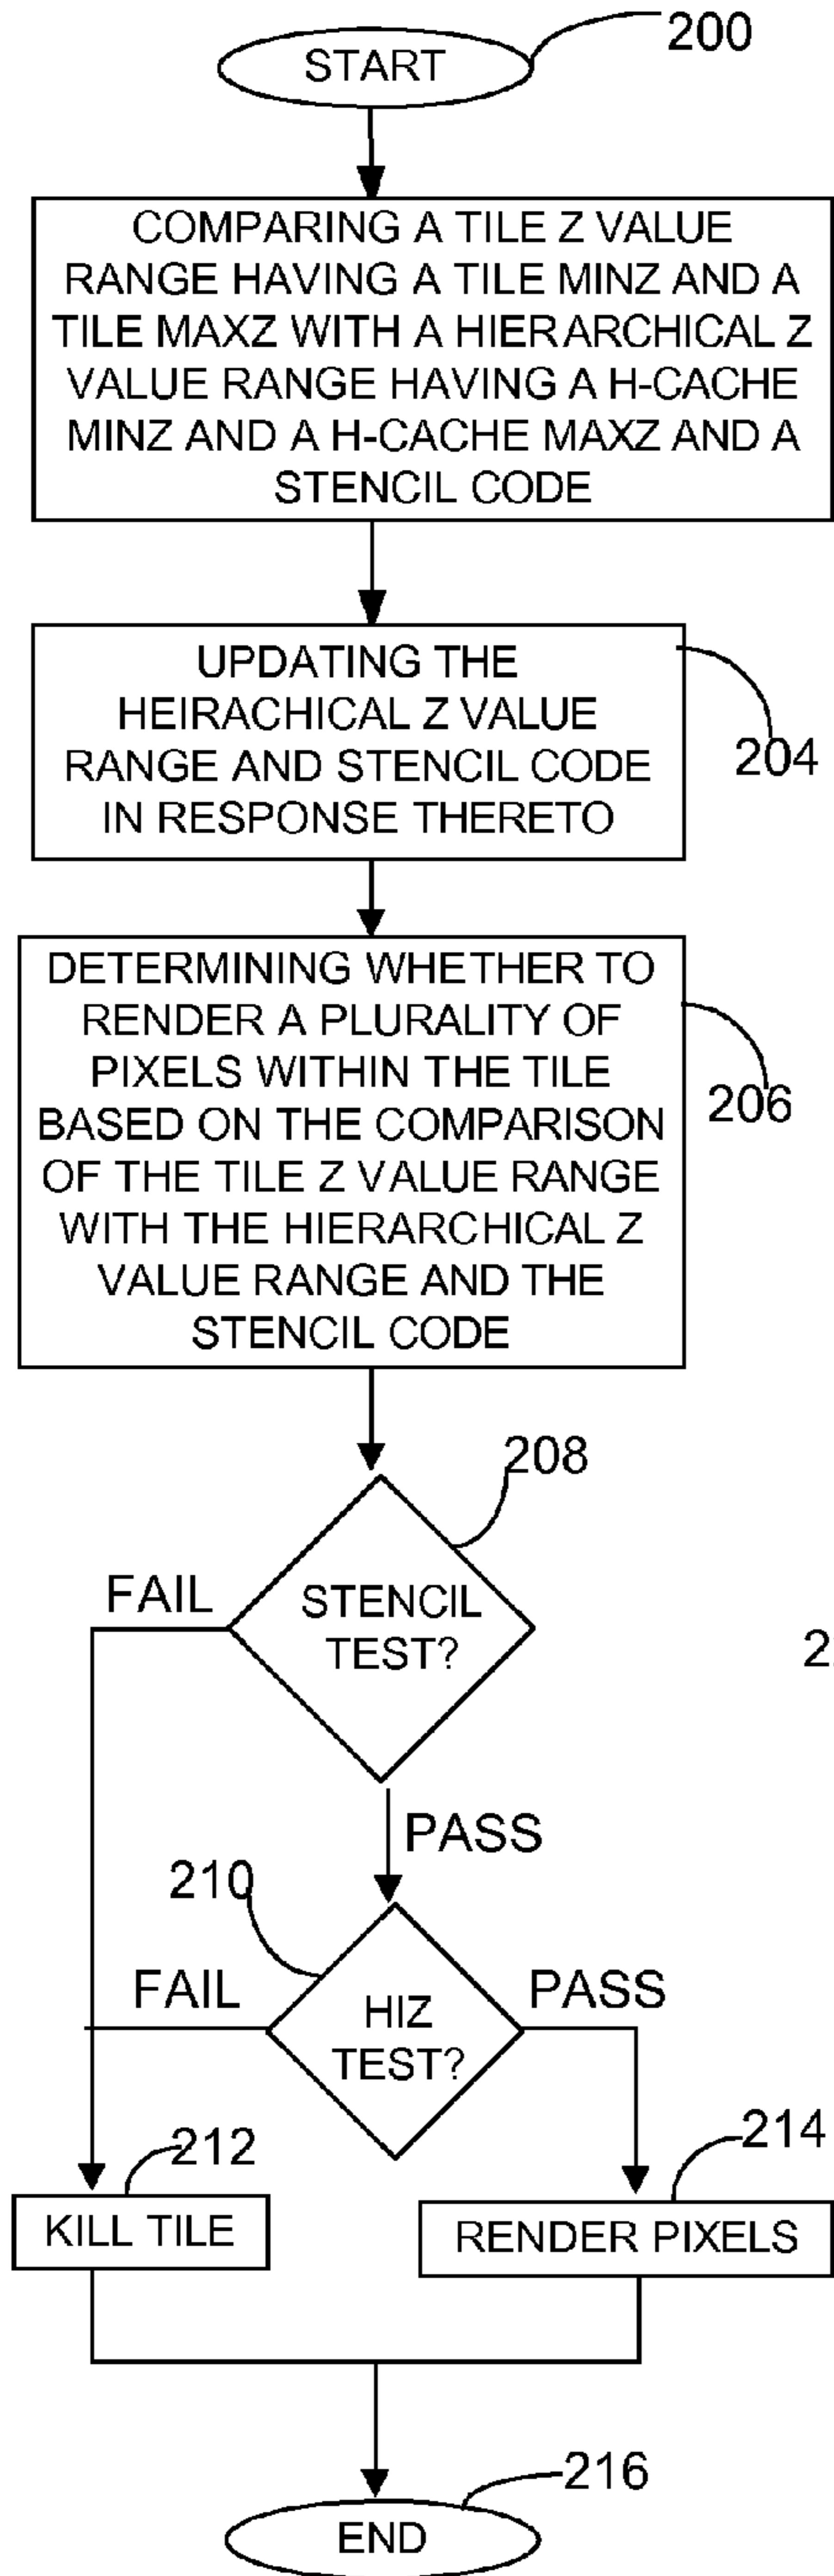 200
START
COMPARING A TILE Z VALUE
RANGE HAVING A TILE MINZ AND A
TILE MAXZ WITH A HIERARCHICAL Z
VALUE RANGE HAVING A H-CACHE
MINZ AND A H-CACHE MAXZ AND A
STENCIL CODE
UPDATING THE
HEIRACHICAL Z VALUE
RANGE AND STENCIL CODE
IN RESPONSE THERETO
204
DETERMINING WHETHER TO
RENDER A PLURALITY OF
PIXELS WITHIN THE TILE
BASED ON THE COMPARISON
OF THE TILE Z VALUE RANGE
WITH THE HIERARCHICAL Z
VALUE RANGE AND THE
STENCIL CODE
206
208
FAIL
STENCIL
TEST?
PASS
210
FAIL
HIZ
TEST?
PASS
212
214
KILL TILE
RENDER PIXELS
216
END